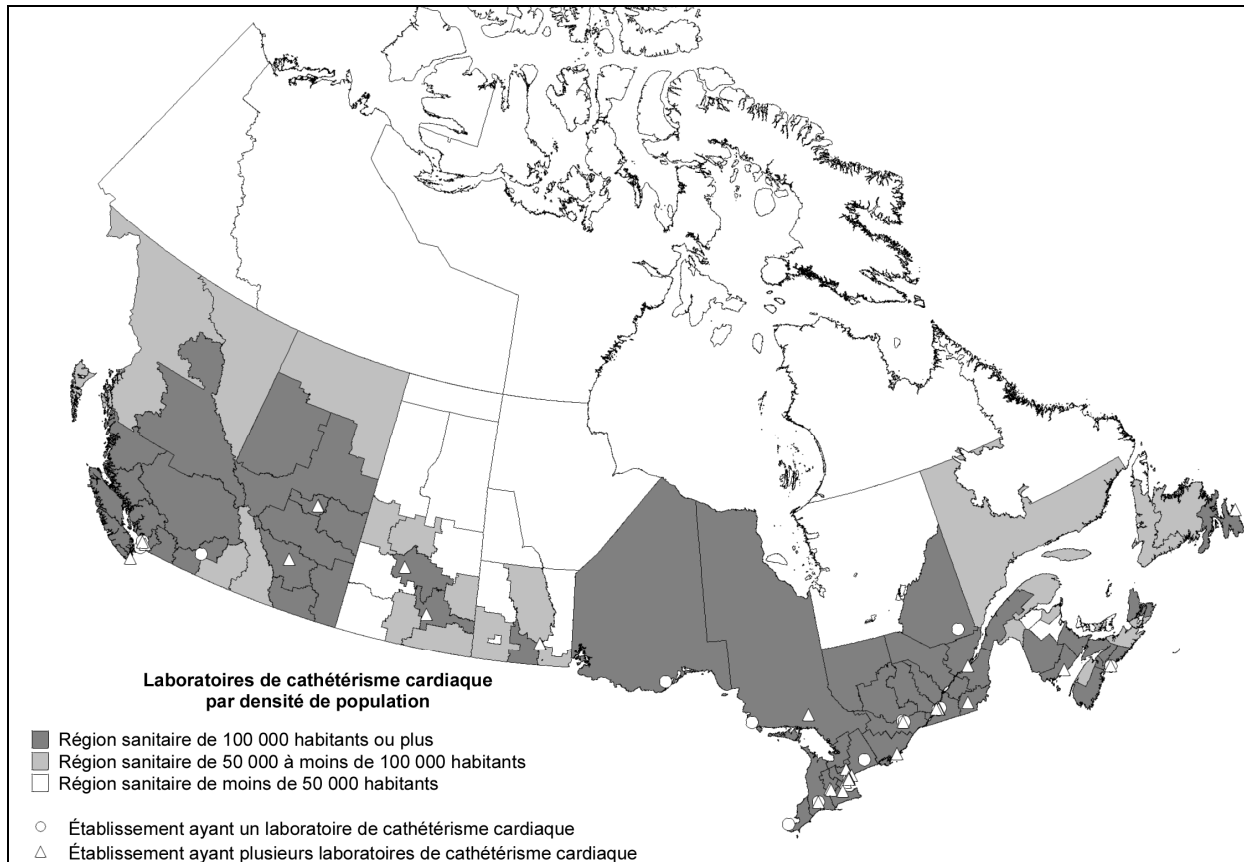 Laboratoires de cathétérisme cardiaque
par densité de population
Région sanitaire de 100 000 habitants ou plus
Région sanitaire de 50 000 à moins de 100 000 habitants
Région sanitaire de moins de 50 000 habitants
Établissement ayant un laboratoire de cathétérisme cardiaque
Établissement ayant plusieurs laboratoires de cathétérisme cardiaque